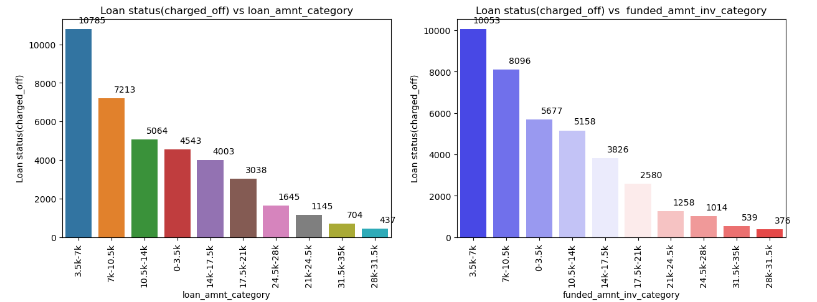 Loan status(charged_off) vs loan_amnt_category
10785
7213
5064
4543
4003
3038
1645
1145
704
437
10000
8000
6000
4000
2000
0
Loan status(charged_off)
3.5k-7k
7k-10.5k
10.5k-14k
0-3.5k
14k-17.5k
17.5k-21k
24.5k-28k
21k-24.5k
31.5k-35k
28k-31.5k
loan_amnt_category
Loan status(charged_off) vs  funded_amnt_inv_category
10053
8096
5677
5158
3826
2580
1258
1014
539
376
10000
8000
6000
4000
2000
0
Loan status(charged_off)
3.5k-7k
7k-10.5k
0-3.5k
10.5k-14k
14k-17.5k
17.5k-21k
21k-24.5k
24.5k-28k
31.5k-35k
28k-31.5k
funded_amnt_inv_category